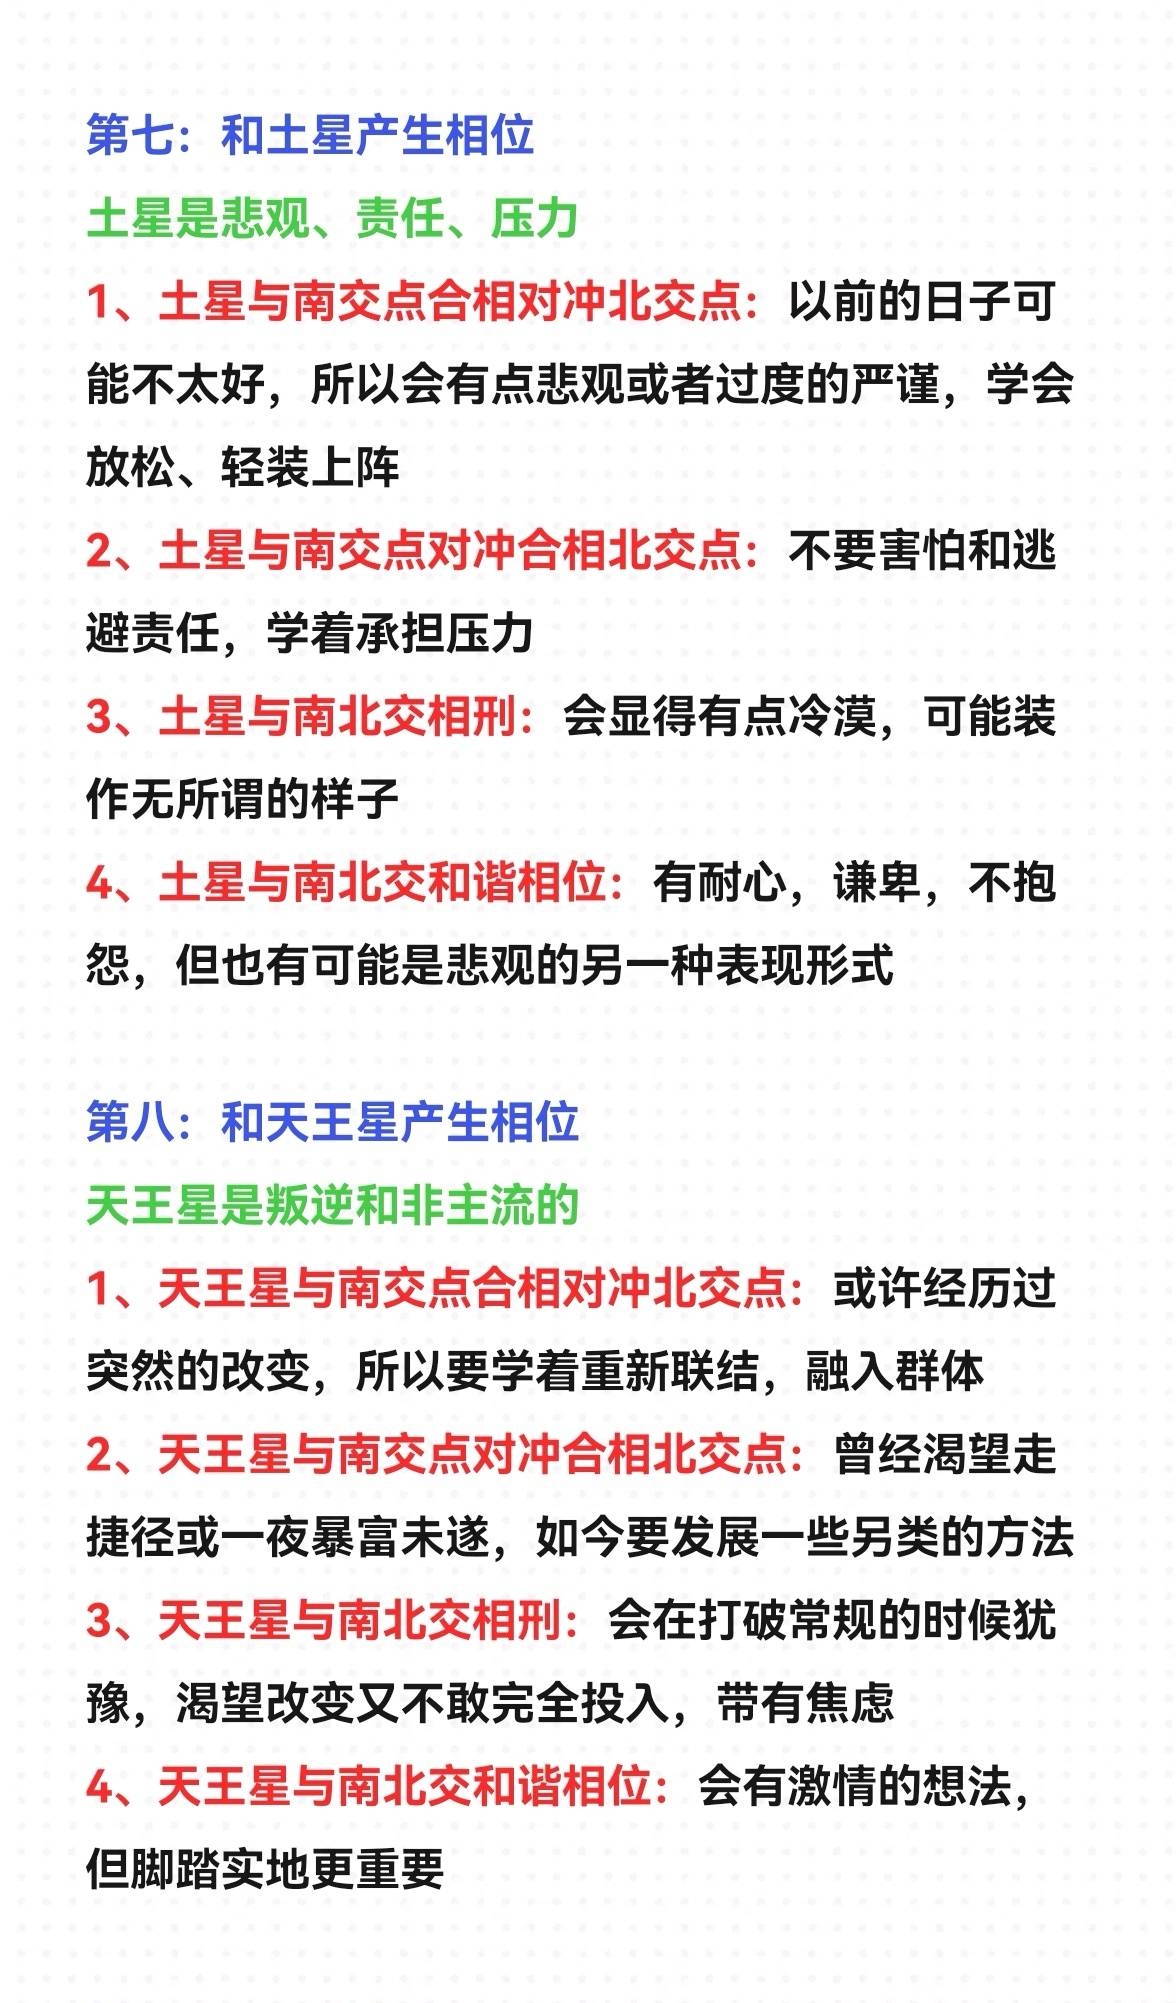 第七：和土星产生相位
土星是悲观、责任、压力
1、土星与南交点合相对冲北交点：以前的日子可
能不太好，所以会有点悲观或者过度的严谨，学会
放松、轻装上阵
2、土星与南交点对冲合相北交点：不要害怕和逃
避责任，学着承担压力
3、土星与南北交相刑：会显得有点冷漠，可能装
作无所谓的样子
4、土星与南北交和谐相位：有耐心，谦卑，不抱
怨，但也有可能是悲观的另一种表现形式
第八：和天王星产生相位
天王星是叛逆和非主流的
1、天王星与南交点合相对冲北交点：或许经历过
突然的改变，所以要学着重新联结，融入群体
2、天王星与南交点对冲合相北交点：曾经渴望走
捷径或一夜暴富未遂，如今要发展一些另类的方法
3、天王星与南北交相刑：会在打破常规的时候犹
豫，渴望改变又不敢完全投入，带有焦虑
4、天王星与南北交和谐相位：会有激情的想法，
但脚踏实地更重要